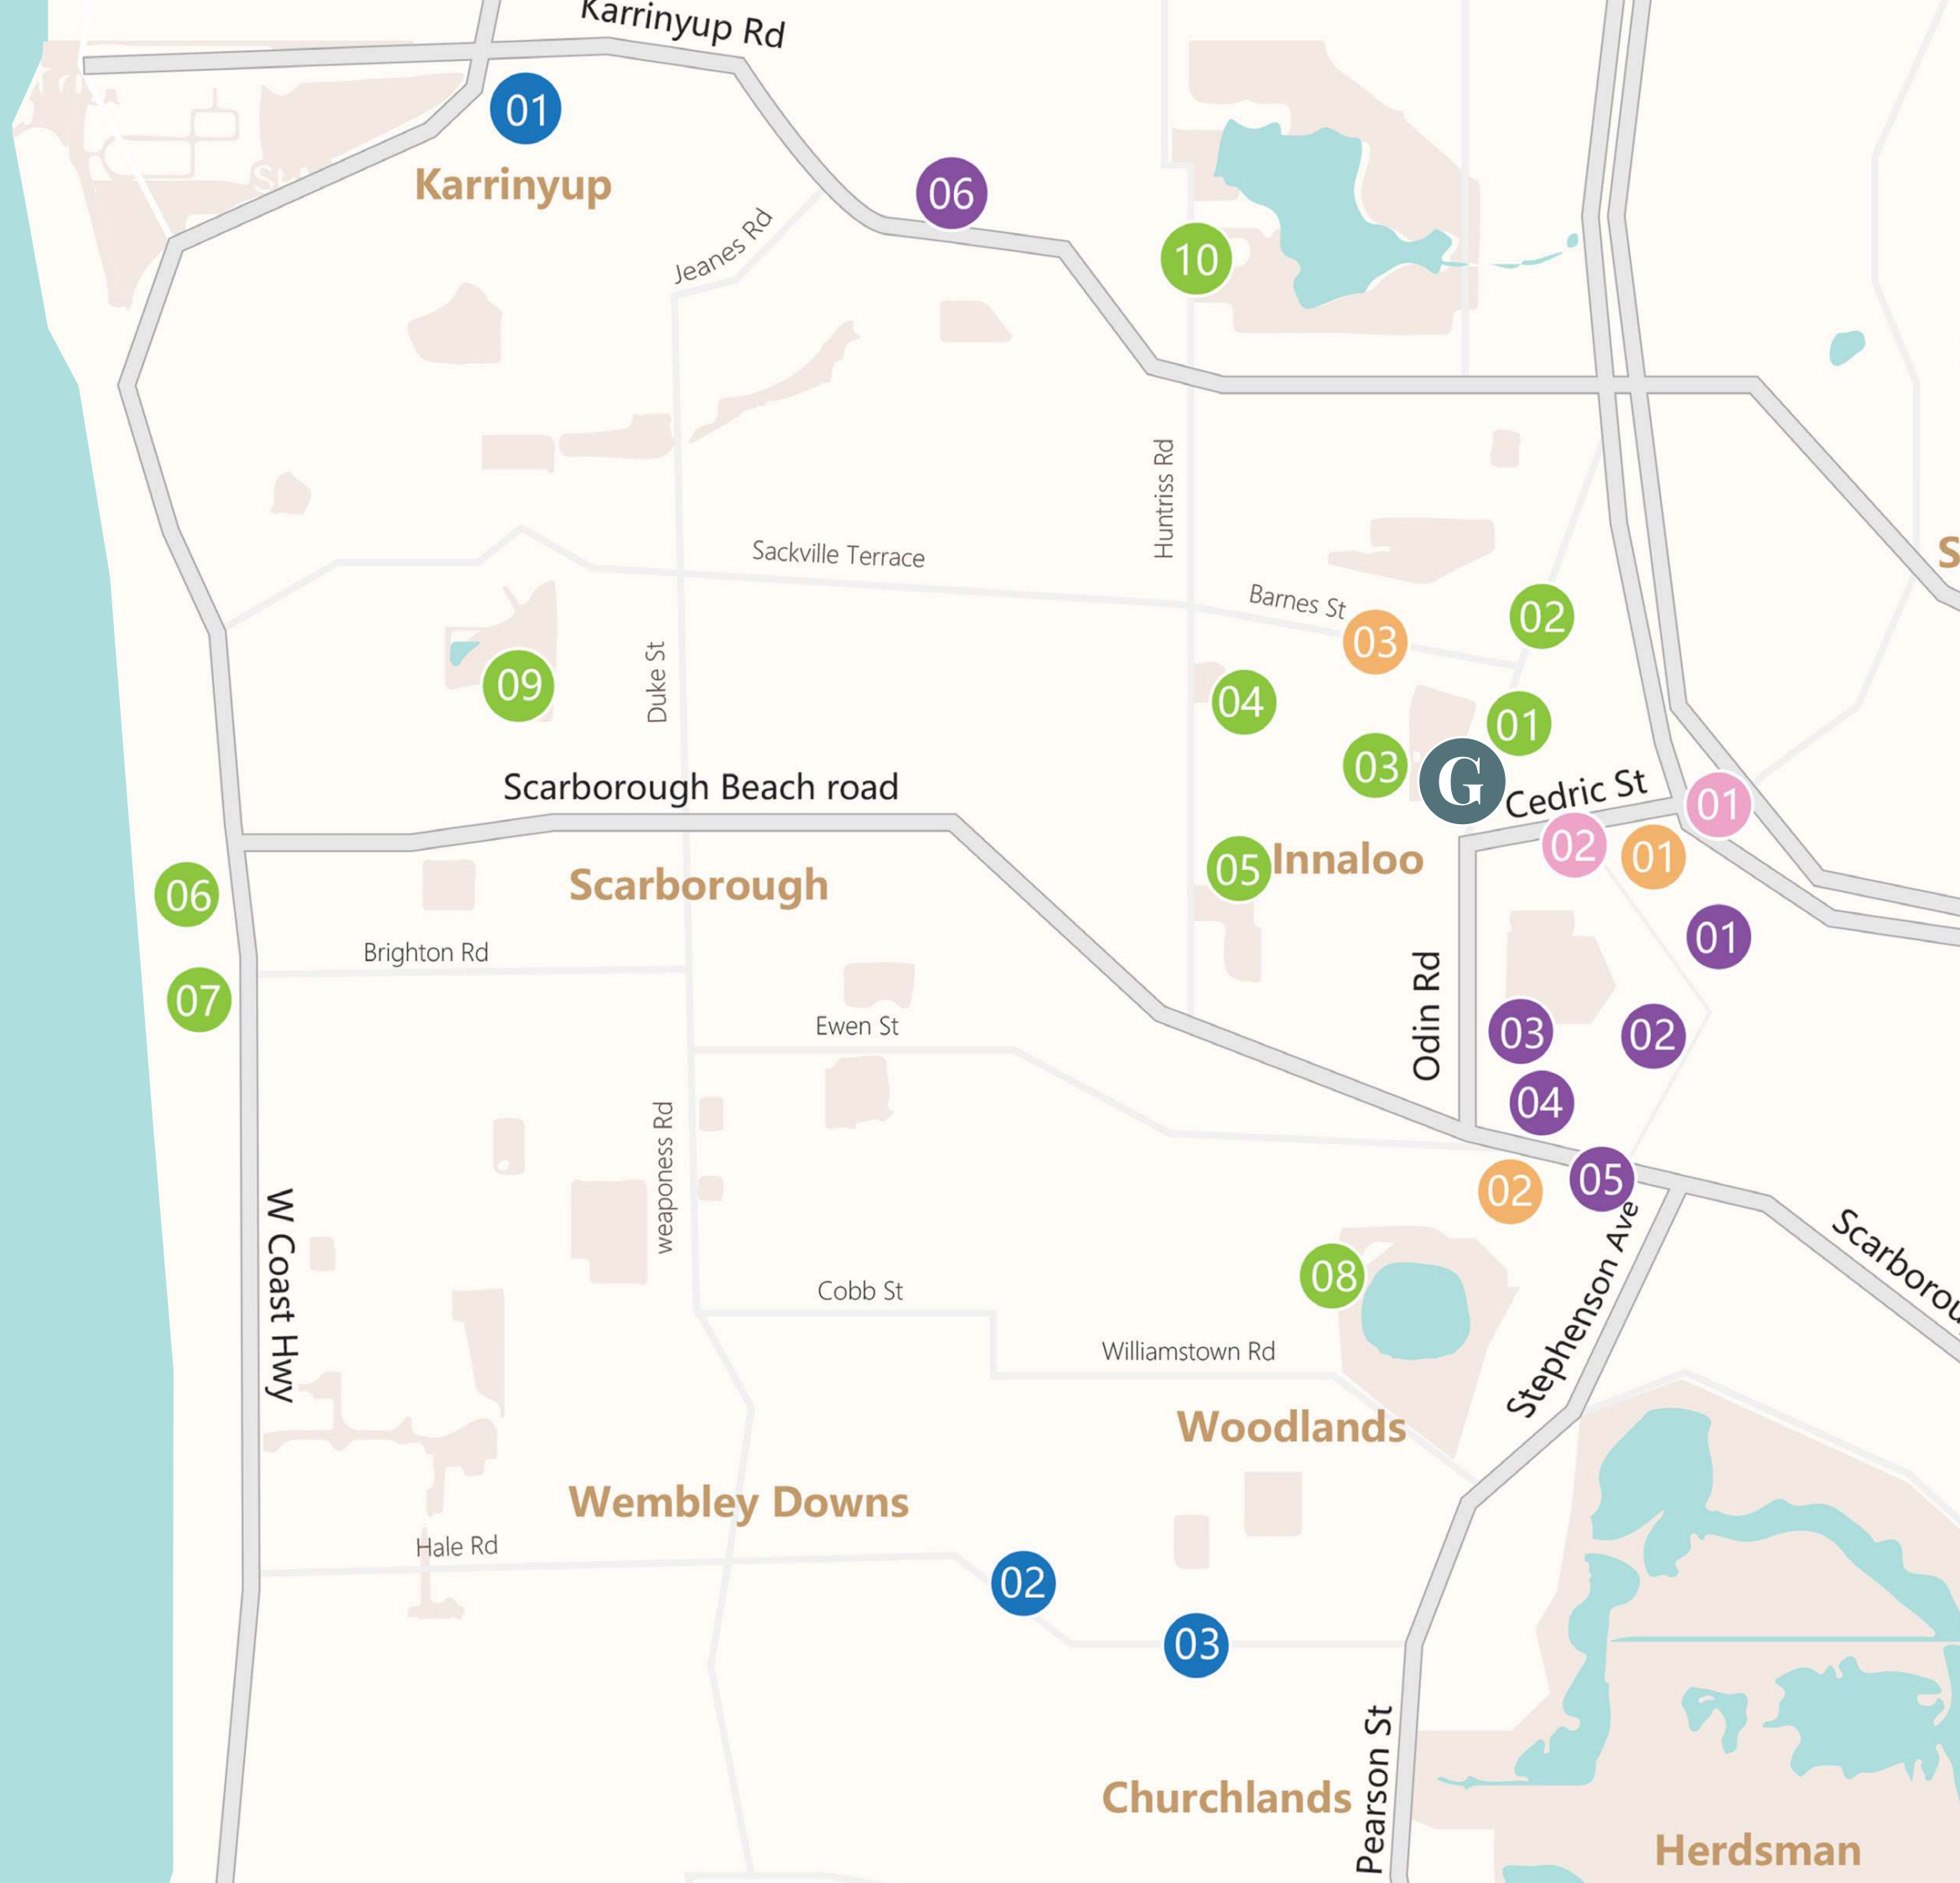 Karrinyup Rd
01
Karrinyup
06
Jeanes Rd
10
Huntriss Rd
Sackville Terrace
Barnes St
03
02
09
Duke St
04
01
03
G
Cedric St
01
Scarborough Beach road
02
01
05
Innaloo
06
Scarborough
01
Brighton Rd
07
Odin Rd
Ewen St
03
02
04
weaponess Rd
02
05
W Coast Hwy
08
Stephenson Ave
Cobb St
Williamstown Rd
Woodlands
Wembley Downs
Hale Rd
02
03
Pearson St
Churchlands
Herdsman